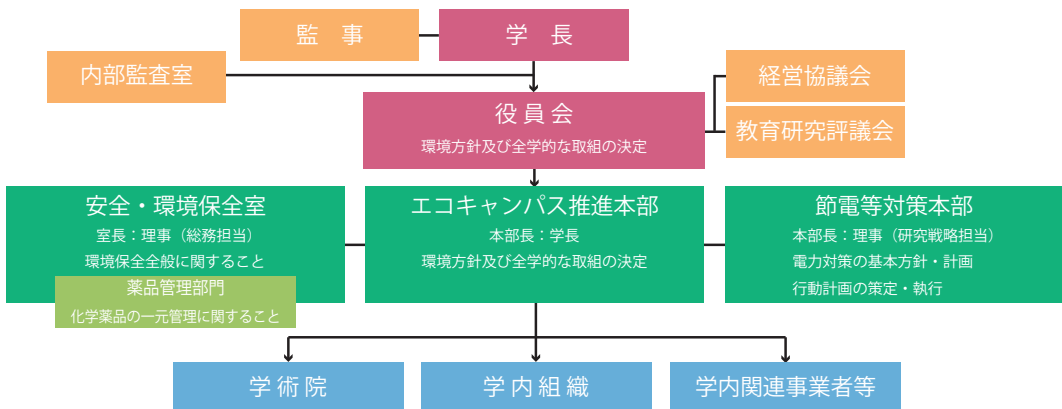 監　事
学　長
内部監査室
経営協議会
役員会
環境方針及び全学的な取組の決定
教育研究評議会
安全・環境保全室
室長：理事（総務担当）
環境保全全般に関すること
薬品管理部門
化学薬品の一元管理に関すること
エコキャンパス推進本部
本部長：学長
環境方針及び全学的な取組の決定
節電等対策本部
本部長：理事（研究戦略担当）
電力対策の基本方針・計画
行動計画の策定・執行
学術院
学内組織
学内関連事業者等